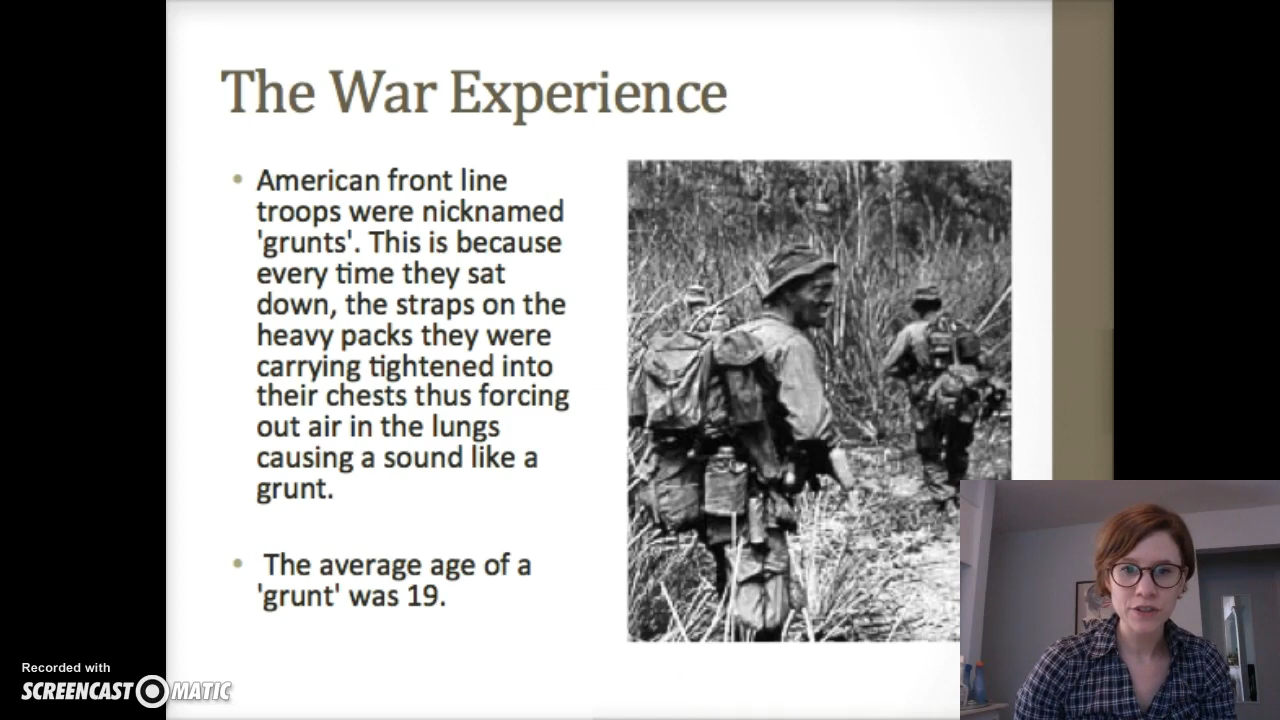 The War Experience
• American front line
troops were nicknamed
'grunts'. This is because
every time they sat
down, the straps on the
heavy packs they were
carrying tightened into
their chests thus forcing
out air in the lungs
causing a sound like a
grunt.
• The average age of a
'grunt' was 19.
Recorded with
SCREENCAST MATIC